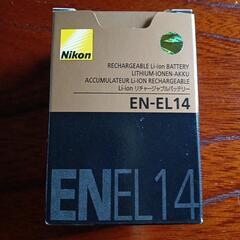 Nikon
RECHARGEABLE Li-ion BATTERY
LITHIUM-IONEN-AKKU
ACCUMULATEUR Li-ION RECHARGEABLE
Li-ion リチャージャブルバッテリー
EN-EL14
ENEL14